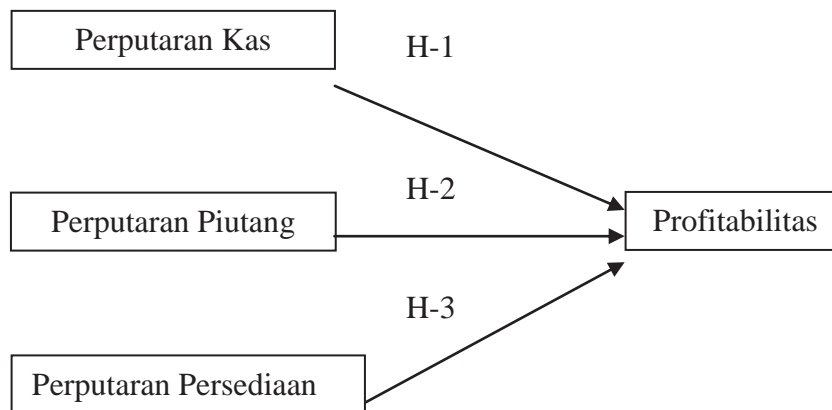 Perputaran Kas
H-1
H-2
Perputaran Piutang
Profitabilitas
H-3
Perputaran Persediaan